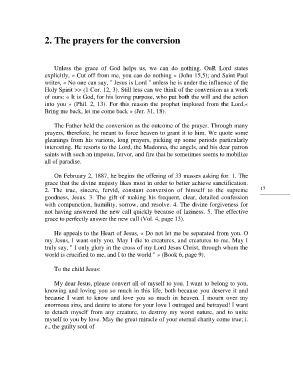 2. The prayers for the conversion
Unless the grace of God helps us, we can do nothing. OuR Lord states
explicitly, « Cut off from me, you can do nothing » (John 15,5); and Saint Paul
writes, « No one can say, " Jesus is Lord " unless he is under the influence of the
Holy Spirit >> (1 Cor. 12, 3). Still less can we think of the conversion as a work
of ours: « It is God, for his loving purpose, who put both the will and the action
into you » (Phil. 2, 13). For this reason the prophet implored from the Lord,«
Bring me back, let me come back » (Jer. 31, 18).
The Father held the conversion as the outcome of the prayer. Through many
prayers, therefore, he meant to force heaven to grant it to him. We quote some
gleanings from his various, long prayers, picking up some periods particularly
interesting. He resorts to the Lord, the Madonna, the angels, and his dear patron
saints with such an impetus, fervor, and fire that he sometimes seems to mobilize
all of paradise.
On February 2, 1887, he begins the offering of 33 masses asking for. 1. The
grace that the divine majesty likes most in order to better achieve sanctification.
2. The true, sincere, fervid, constant conversion of himself to the supreme
goodness, Jesus. 3. The gift of making his frequent, clear, detailed confession
with compunction, humility, sorrow, and resolve. 4. The divine forgiveness for
not having answered the new call quickly because of laziness. 5. The effective
grace to perfectly answer the new call (Vol. 4, page 13).
17
He appeals to the Heart of Jesus, « Do not let me be separated from you. O
my Jesus, I want only you. May I die to creatures, and creatures to me. May I
truly say, " I only glory in the cross of my Lord Jesus Christ, through whom the
world is crucified to me, and I to the world " » (Book 6, page 9).
To the child Jesus:
My dear Jesus, please convert all of myself to you. I want to belong to you,
knowing and loving you so much in this life, both because you deserve it and
because I want to know and love you so much in heaven. I mourn over my
enormous sins, and desire to atone for your love I outraged and betrayed! I want
to detach myself from any creature, to destroy my worst nature, and to unite
myself to you by love. May the great miracle of your eternal charity come true; i.
e., the guilty soul of